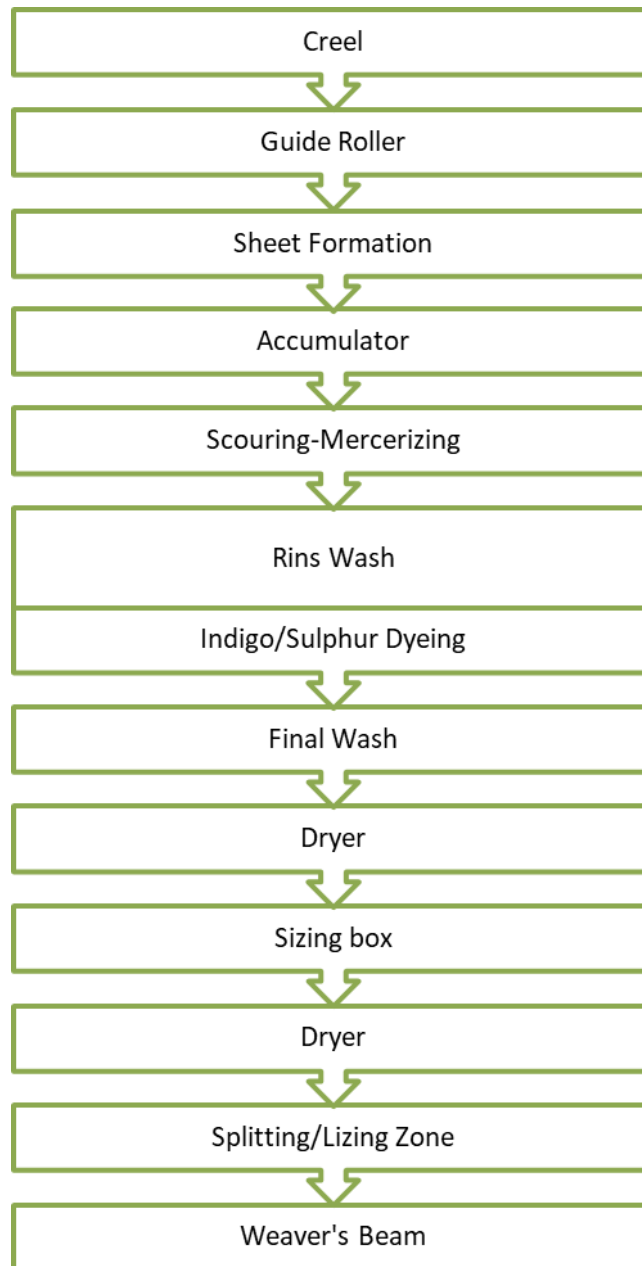 Creel
Guide Roller
Sheet Formation
Accumulator
Scouring-Mercerizing
Rins Wash
Indigo/Sulphur Dyeing
Final Wash
Dryer
Sizing box
Dryer
Splitting/Lizing Zone
Weaver's Beam